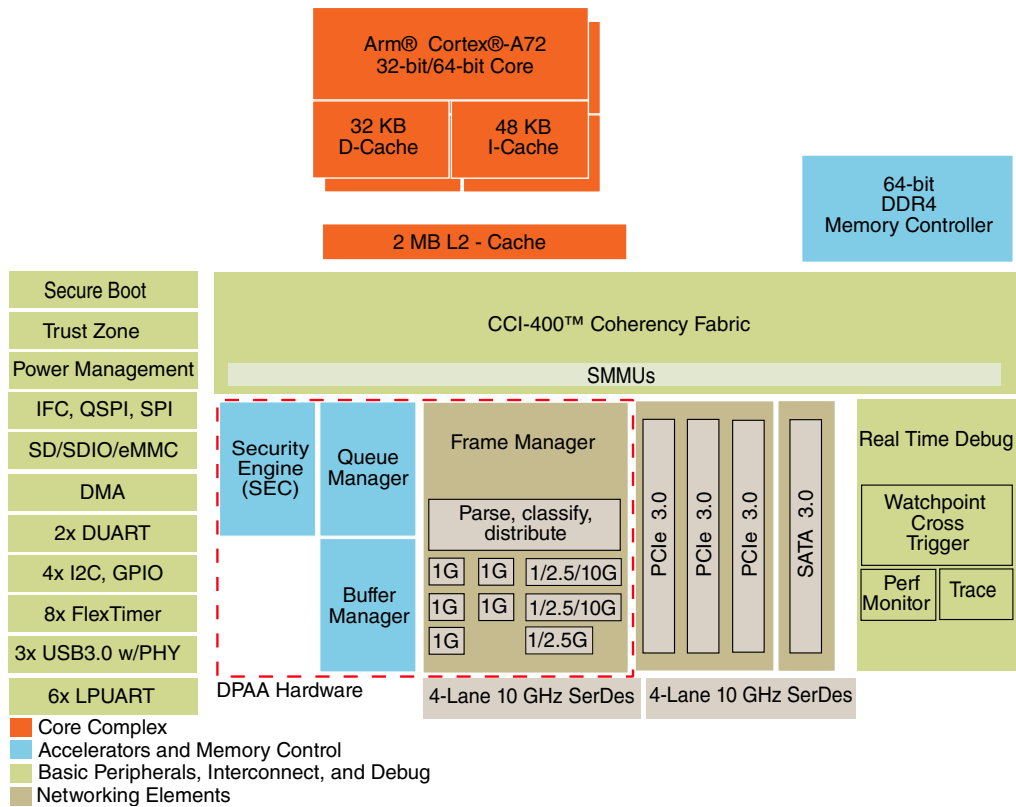 Arm® Cortex®-A72
32-bit/64-bit Core
32 KB
D-Cache
48 KB
I-Cache
2 MB L2 - Cache
64-bit
DDR4
Memory Controller
Secure Boot
Trust Zone
Power Management
IFC, QSPI, SPI
SD/SDIO/eMMC
DMA
2x DUART
4x I2C, GPIO
8x FlexTimer
3x USB3.0 w/PHY
6x LPUART
CCI-400™ Coherency Fabric
SMMUs
Security
Engine
(SEC)
Queue
Manager
Buffer
Manager
Frame Manager
Parse, classify,
distribute
1G
1G
1/2.5/10G
1G
1G
1/2.5/10G
1G
1/2.5G
PCIe 3.0
PCIe 3.0
PCIe 3.0
SATA 3.0
Real Time Debug
Watchpoint
Cross
Trigger
Perf
Monitor
Trace
DPAA Hardware
4-Lane 10 GHz SerDes
4-Lane 10 GHz SerDes
Core Complex
Accelerators and Memory Control
Basic Peripherals, Interconnect, and Debug
Networking Elements